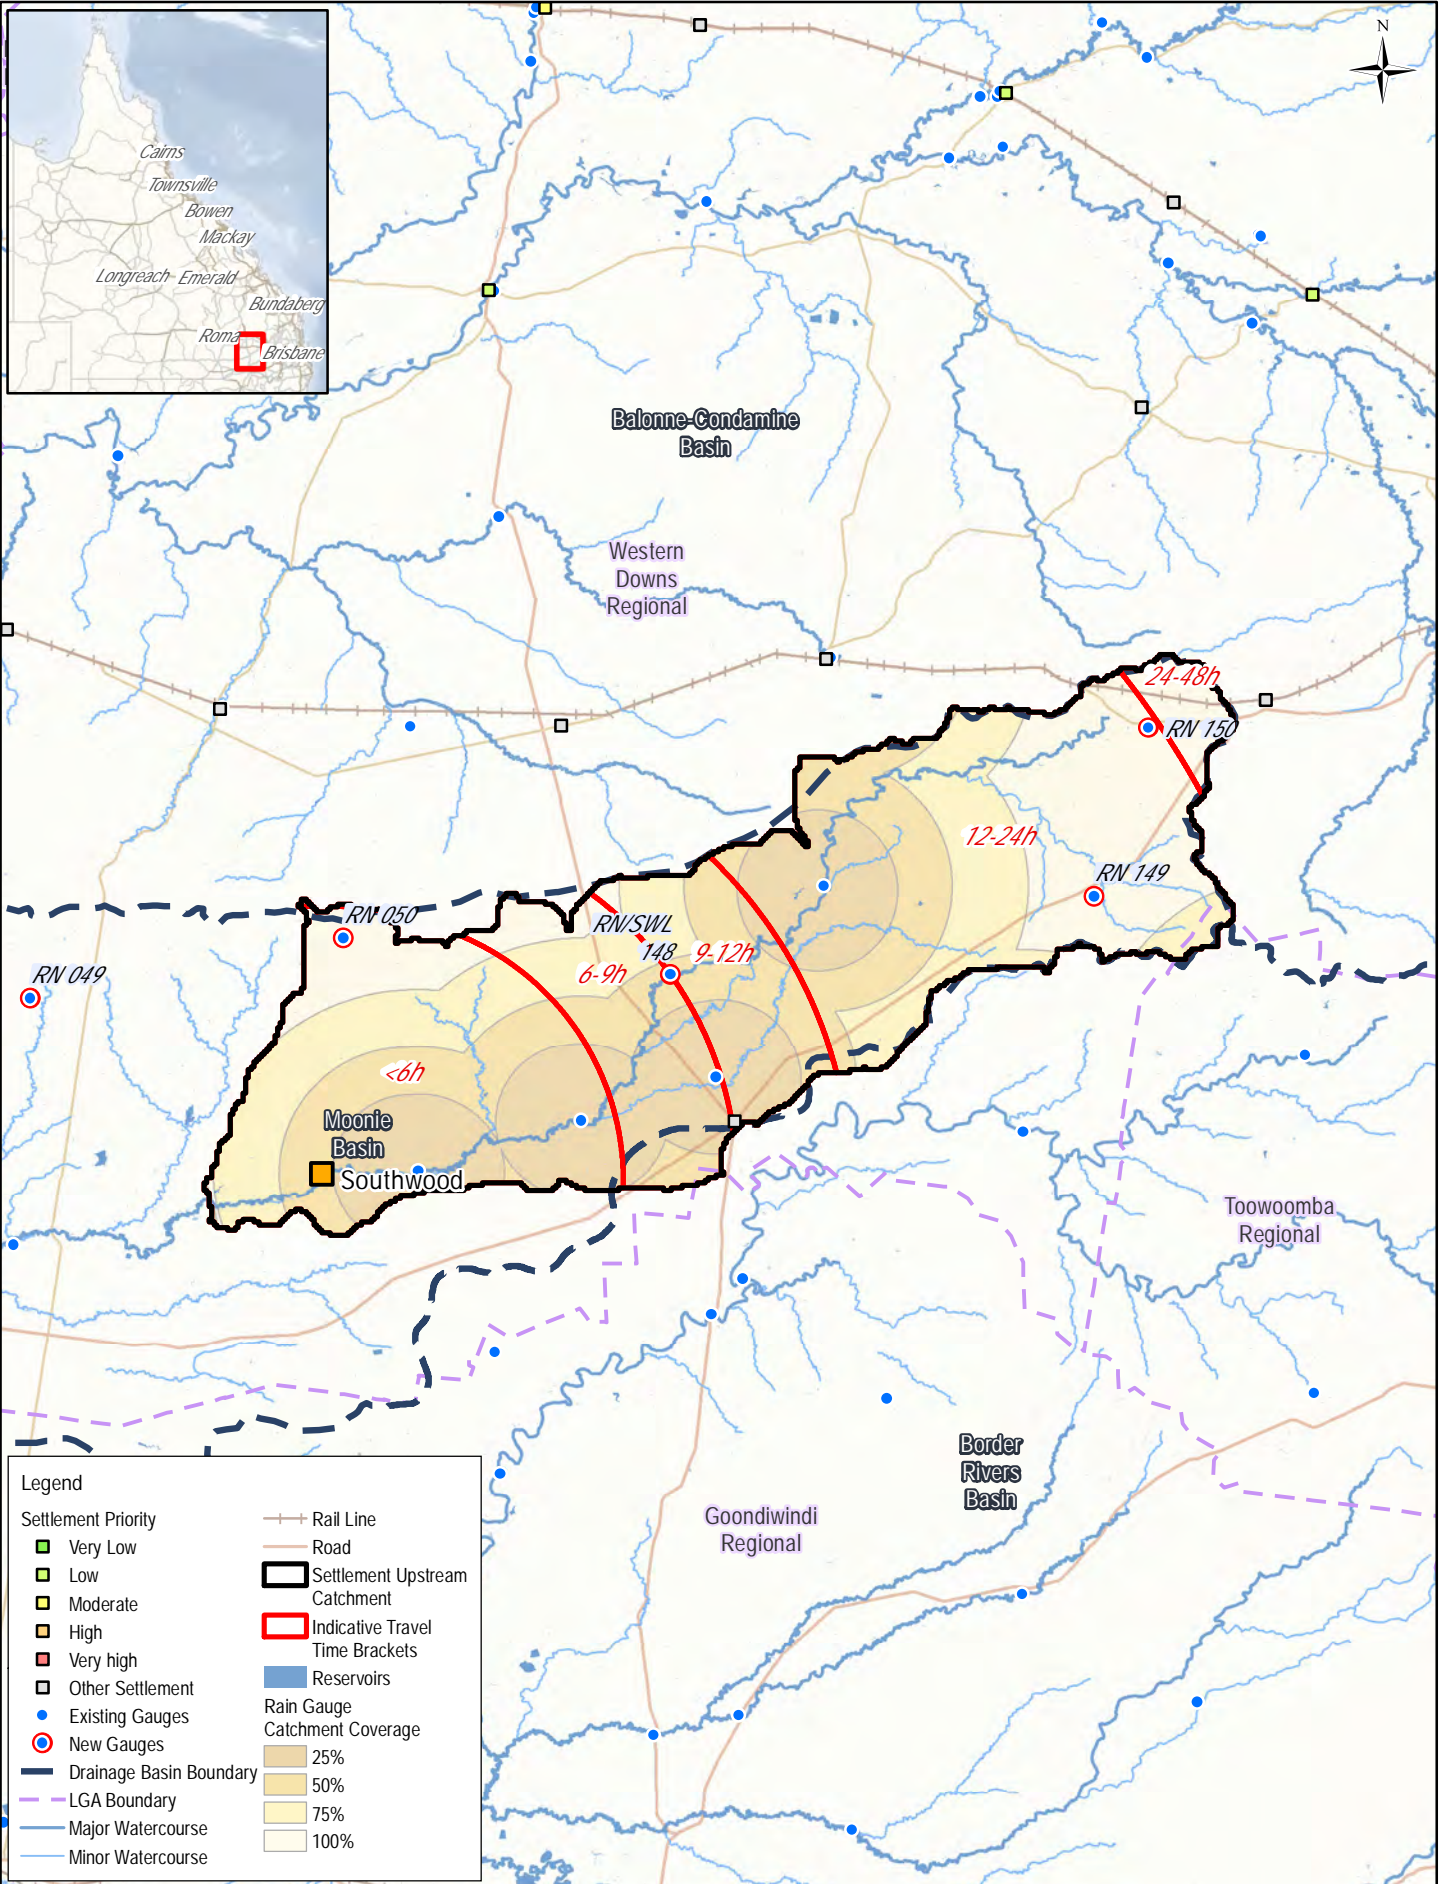 N
Cairns
Townsville
Bowen
Mackay
Longreach
Emerald
Bundaberg
Roma
Brisbane
Balonne-Condamine
Basin
Western
Downs
Regional
24-48h
RN 150
12-24h
RN 149
RN 050
RN/SWL
148
9-12h
6-9h
RN 049
<6h
Moonie
Basin
Southwood
Toowoomba
Regional
Border
Rivers
Basin
Goondiwindi
Regional
Legend
Settlement Priority
Very Low
Low
Moderate
High
Very high
Other Settlement
Existing Gauges
New Gauges
Drainage Basin Boundary
LGA Boundary
Major Watercourse
Minor Watercourse
Rail Line
Road
Settlement Upstream
Catchment
Indicative Travel
Time Brackets
Reservoirs
Rain Gauge
Catchment Coverage
25%
50%
75%
100%